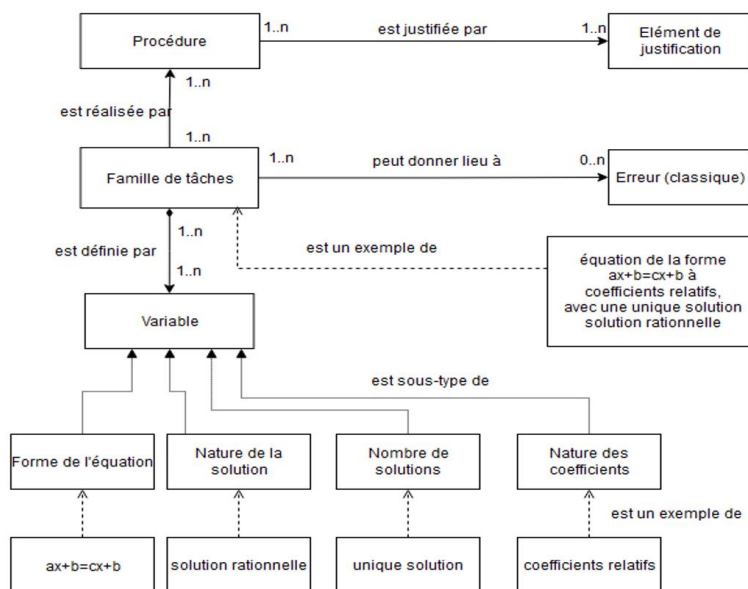 Procédure
1..n
est justifiée par
1..n
Elément de
justification
1..n
est réalisée par
1..n
Famille de tâches
1..n
peut donner lieu à
0..n
Erreur (classique)
1..n
est définie par
1..n
est un exemple de
équation de la forme
ax+b=cx+b à
coefficients relatifs,
avec une unique solution
solution rationnelle
Variable
est sous-type de
Forme de l'équation
Nature de la
solution
Nombre de
solutions
Nature des
coefficients
est un exemple de
ax+b=cx+b
solution rationnelle
unique solution
coefficients relatifs